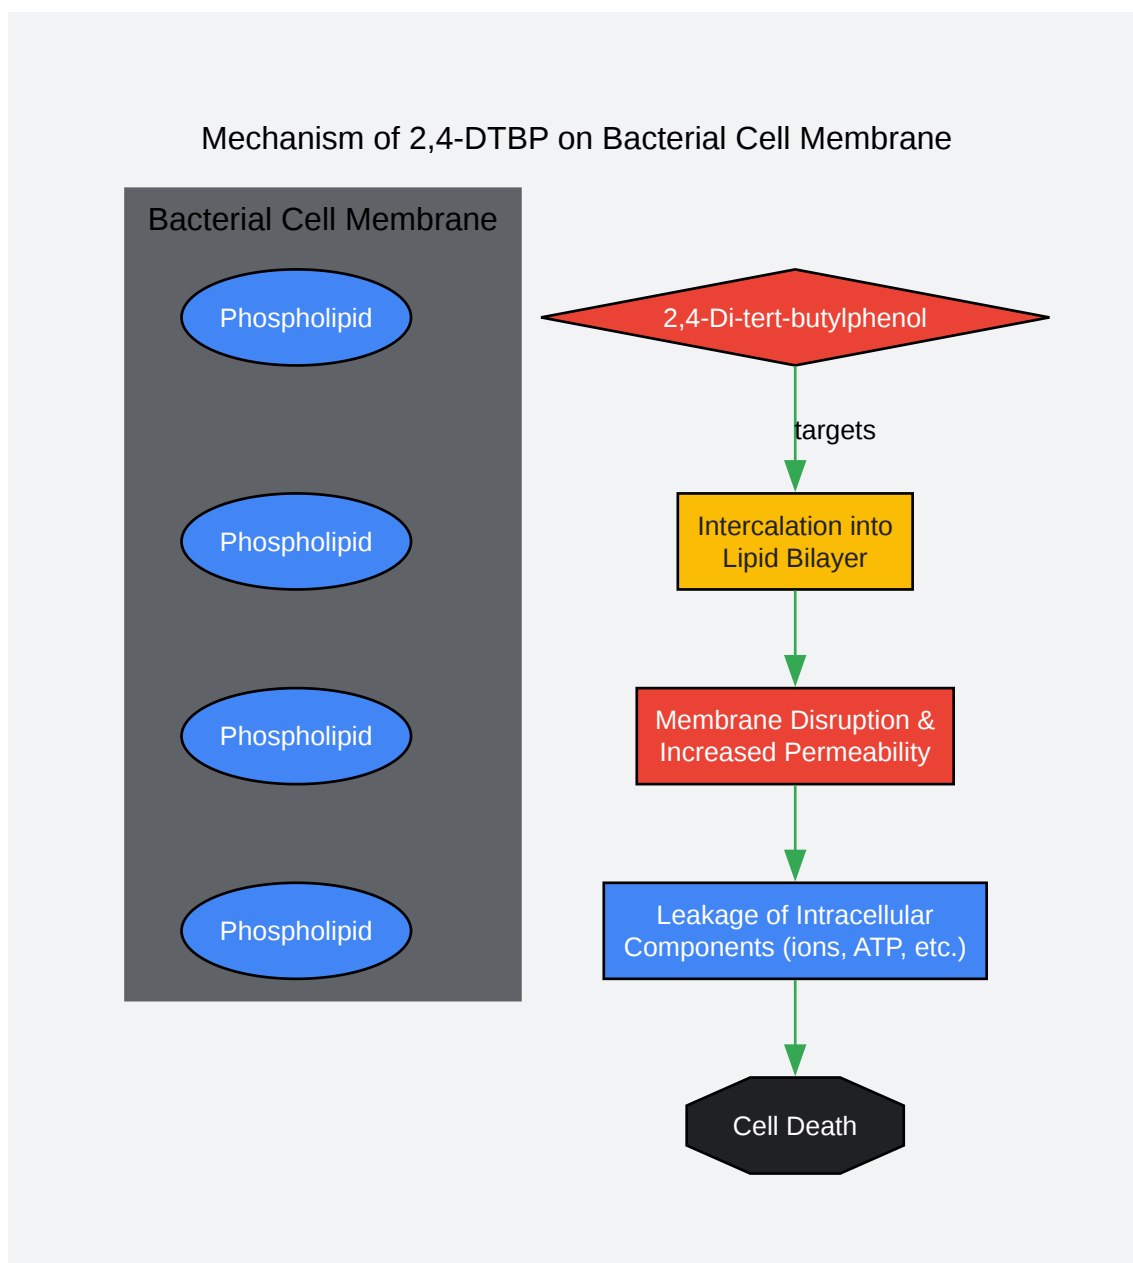 Mechanism of 2,4-DTBP on Bacterial Cell Membrane
Bacterial Cell Membrane
Phospholipid
Phospholipid
Phospholipid
Phospholipid
2,4-Di-tert-butylphenol
targets
Intercalation into
Lipid Bilayer
Membrane Disruption &
Increased Permeability
Leakage of Intracellular
Components (ions, ATP, etc.)
Cell Death